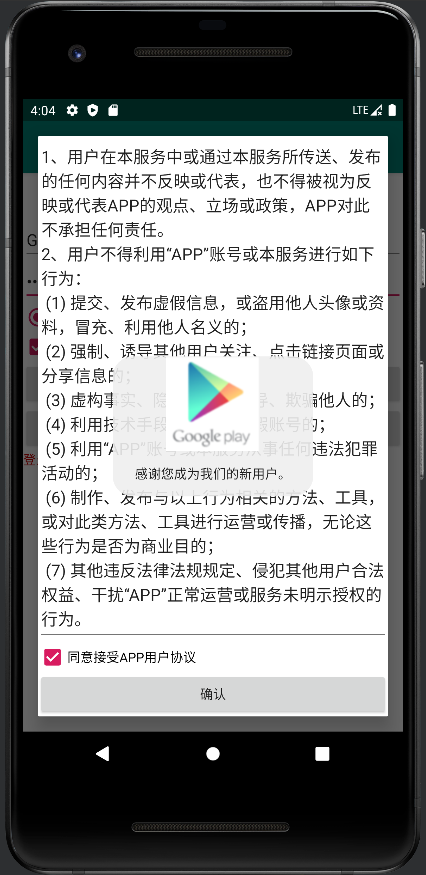 4:04 LTE
1、用户在本服务中或通过本服务所传送、发布
的任何内容并不反映或代表，也不得被视为反
映或代表APP的观点、立场或政策，APP对此
不承担任何责任。
2、用户不得利用“APP”账号或本服务进行如下
行为：
(1) 提交、发布虚假信息，或盗用他人头像或资
料，冒充、利用他人名义的；
(2) 强制、诱导其他用户关注、点击链接页面或
分享信息的；
(3) 虚构事实、隐 导、欺骗他人的；
(4) 利用技术手段 假账号的；
(5) 利用“APP”账号或本服务从事任何违法犯罪
活动的；
Google play
感谢您成为我们的新用户。
(6) 制作、发布与以上行为相关的方法、工具，
或对此类方法、工具进行运营或传播，无论这
些行为是否为商业目的；
(7) 其他违反法律法规规定、侵犯其他用户合法
权益、干扰“APP”正常运营或服务未明示授权的
行为。
同意接受APP用户协议
确认
G
登